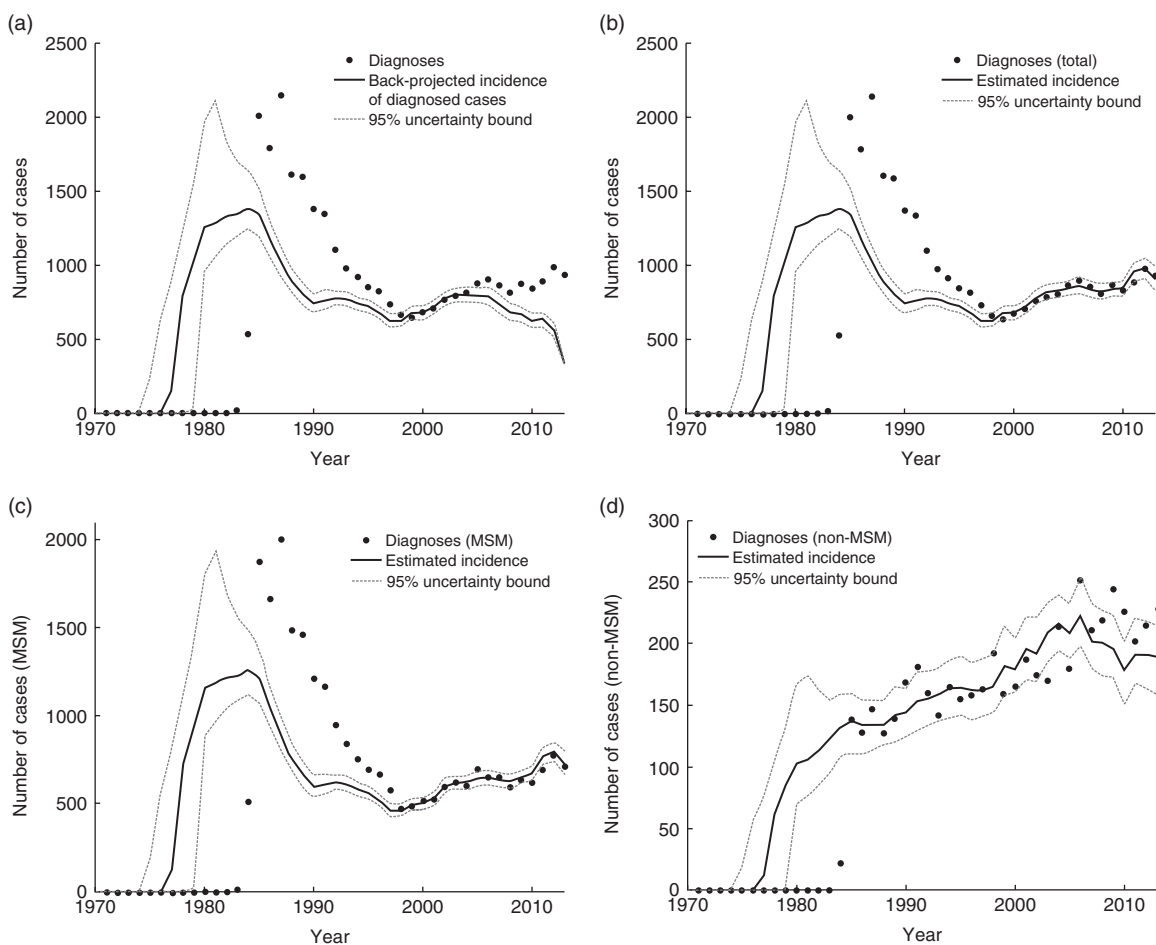 (a)
2500
2000
1500
1000
500
0
Number of cases
Diagnoses
Back-projected incidence
of diagnosed cases
95% uncertainty bound
1970 1980 1990 2000 2010
Year
(b)
2500
2000
1500
1000
500
0
Number of cases
Diagnoses (total)
Estimated incidence
95% uncertainty bound
1970 1980 1990 2000 2010
Year
(c)
2000
1500
1000
500
0
Number of cases (MSM)
Diagnoses (MSM)
Estimated incidence
95% uncertainty bound
1970 1980 1990 2000 2010
Year
(d)
300
250
200
150
100
50
0
Number of cases (non-MSM)
Diagnoses (non-MSM)
Estimated incidence
95% uncertainty bound
1970 1980 1990 2000 2010
Year